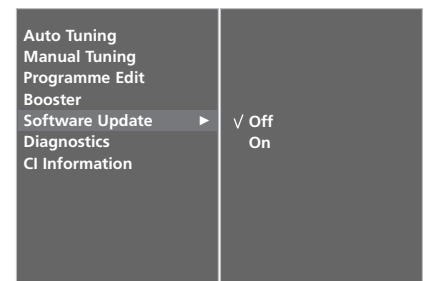 Auto Tuning
Manual Tuning
Programme Edit
Booster
Software Update ► √ Off
Diagnostics On
CI Information